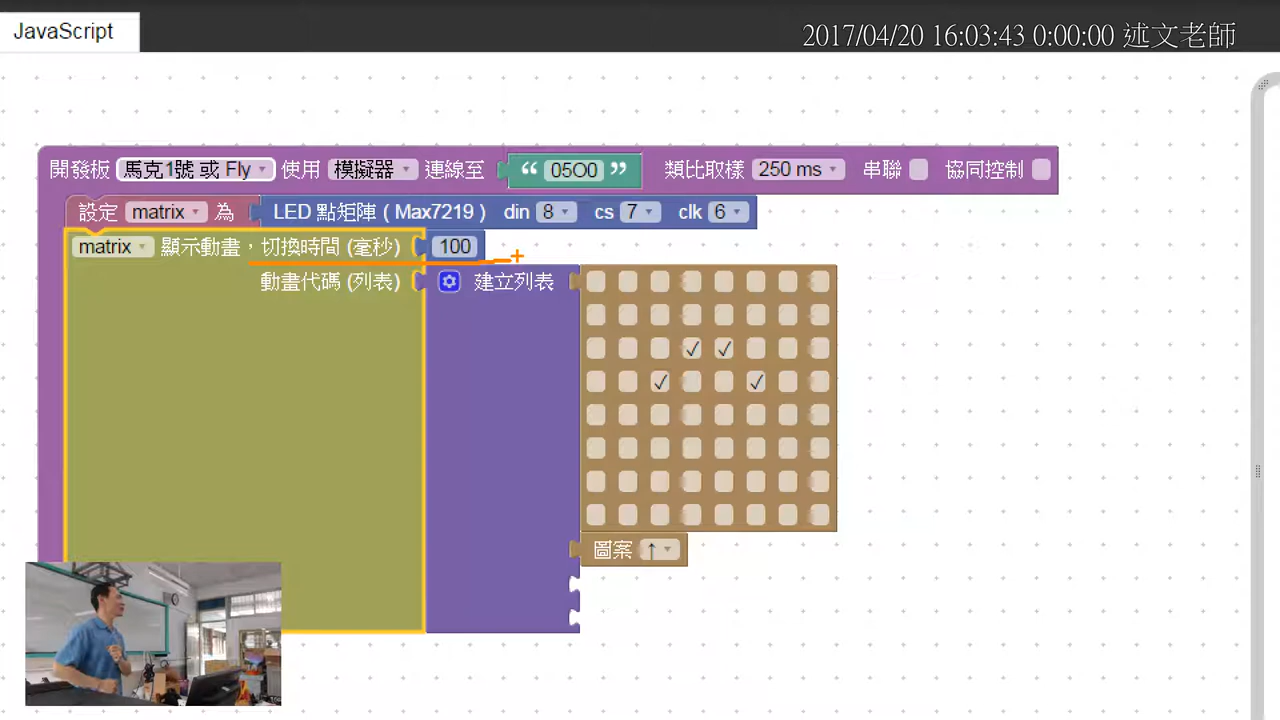 JavaScript
2017/04/20 16:03:43 0:00:00 述文老師
開發板 馬克1號 或 Fly 使用 模擬器 連線至 “ 05O0 ” 類比取樣 250 ms 串聯 協同控制
設定 matrix 為 LED 點矩陣 ( Max7219 ) din 8 cs 7 clk 6
matrix 顯示動畫，切換時間 (毫秒) 100
動畫代碼 (列表) 建立列表
圖案 ↑